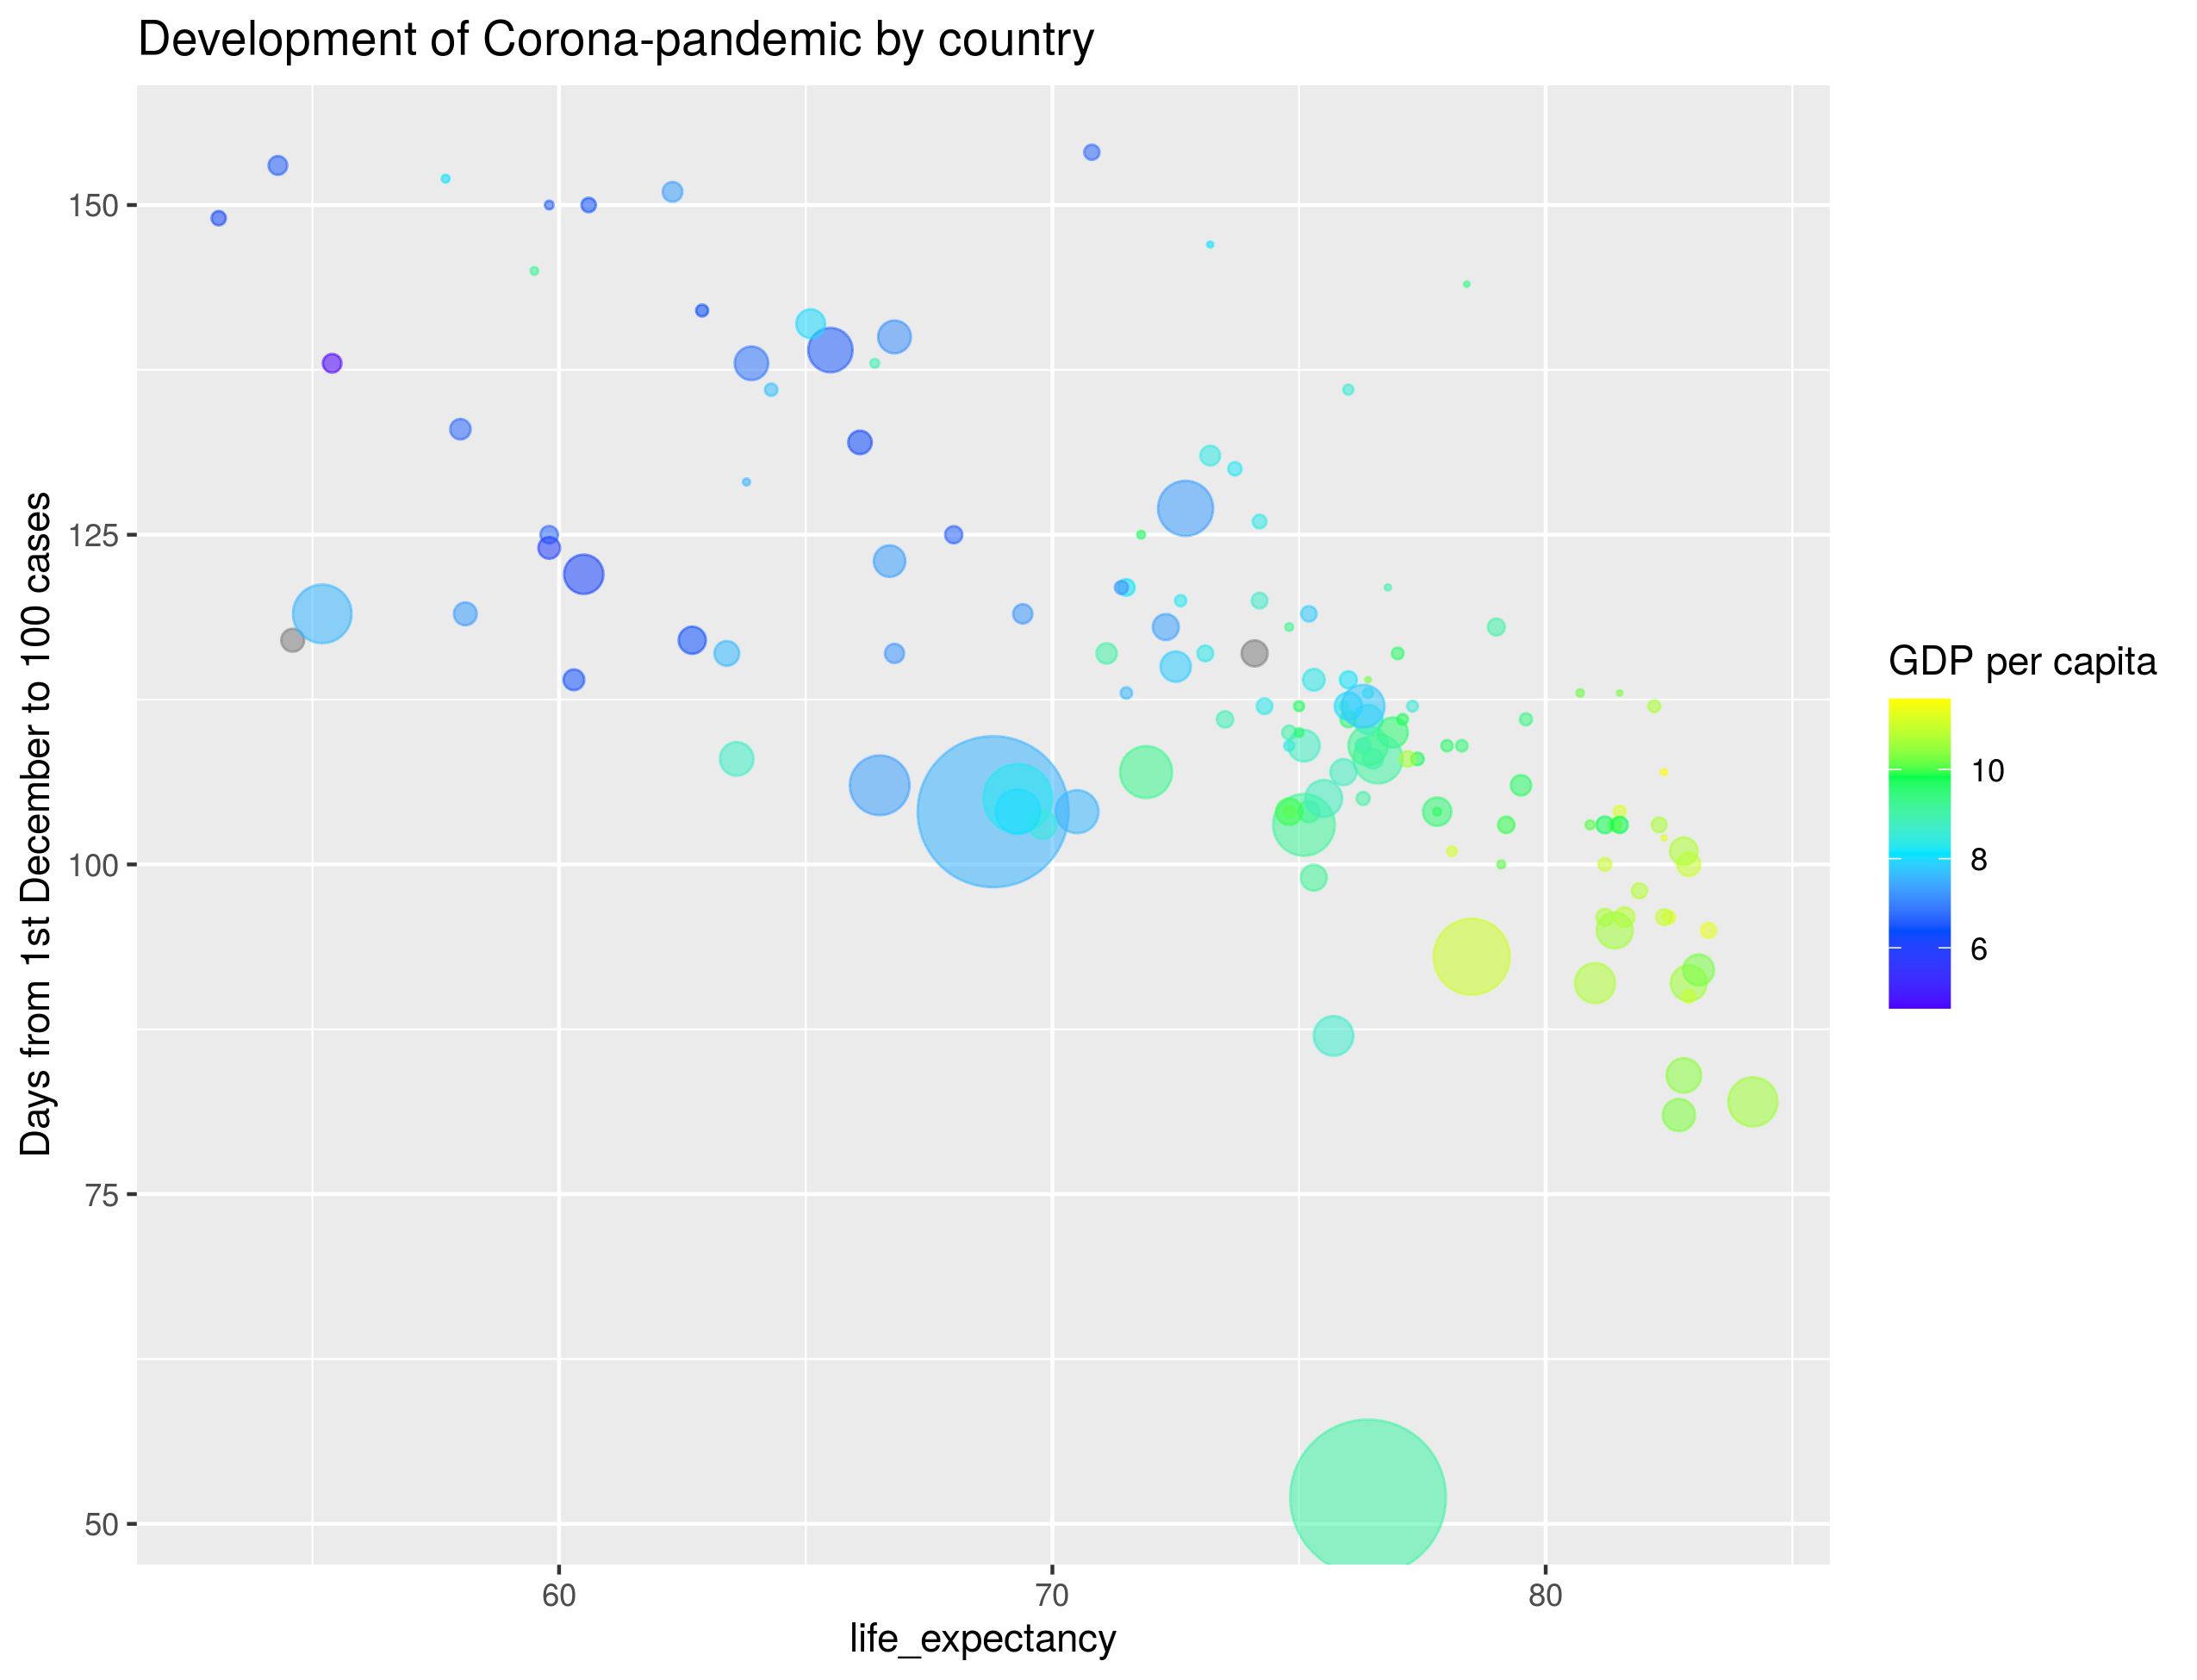 Development of Corona-pandemic by country
Days from 1st December to 100 cases
150
125
100
75
50
60
70
80
life_expectancy
GDP per capita
10
8
6